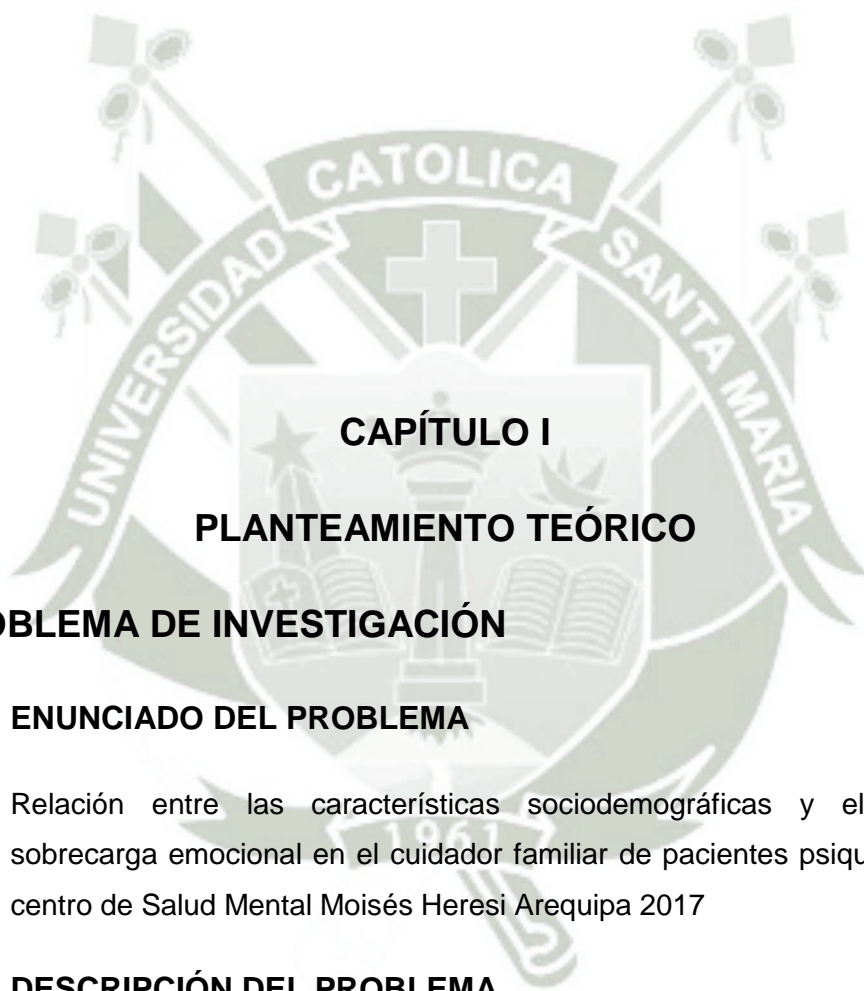 CATOLICA
UNIVERSIDAD
SANTA MARIA
CAPÍTULO I
PLANTEAMIENTO TEÓRICO
OBLEMA DE INVESTIGACIÓN
ENUNCIADO DEL PROBLEMA
Relación entre las características sociodemográficas y el
sobrecarga emocional en el cuidador familiar de pacientes psiqu
centro de Salud Mental Moisés Heresi Arequipa 2017
1961
DESCRIPCIÓN DEL PROBLEMA